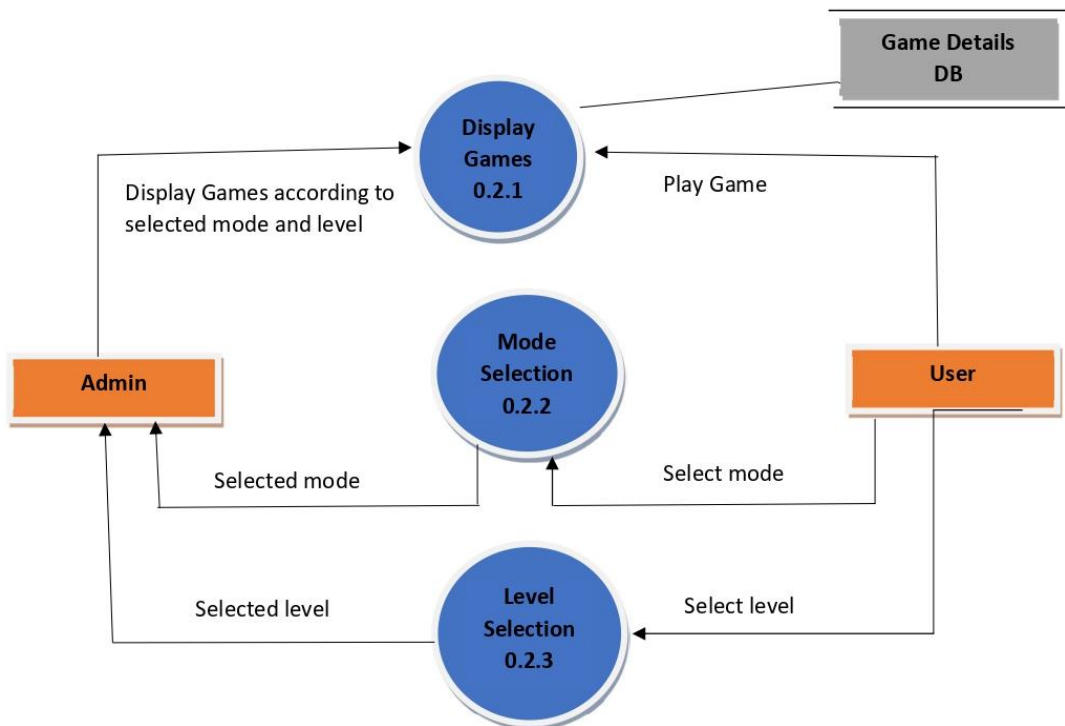 Game Details
DB
Display
Games
0.2.1
Display Games according to
selected mode and level
Play Game
Mode
Selection
0.2.2
Admin
User
Selected mode
Select mode
Level
Selection
0.2.3
Selected level
Select level